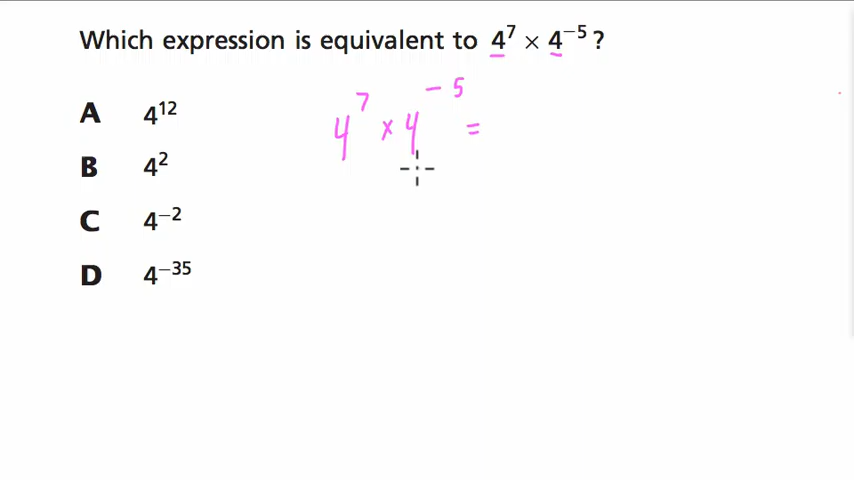 Which expression is equivalent to 4⁷ × 4⁻⁵?
4⁷ × 4⁻⁵ =
A 4¹²
B 4²
C 4⁻²
D 4⁻³⁵